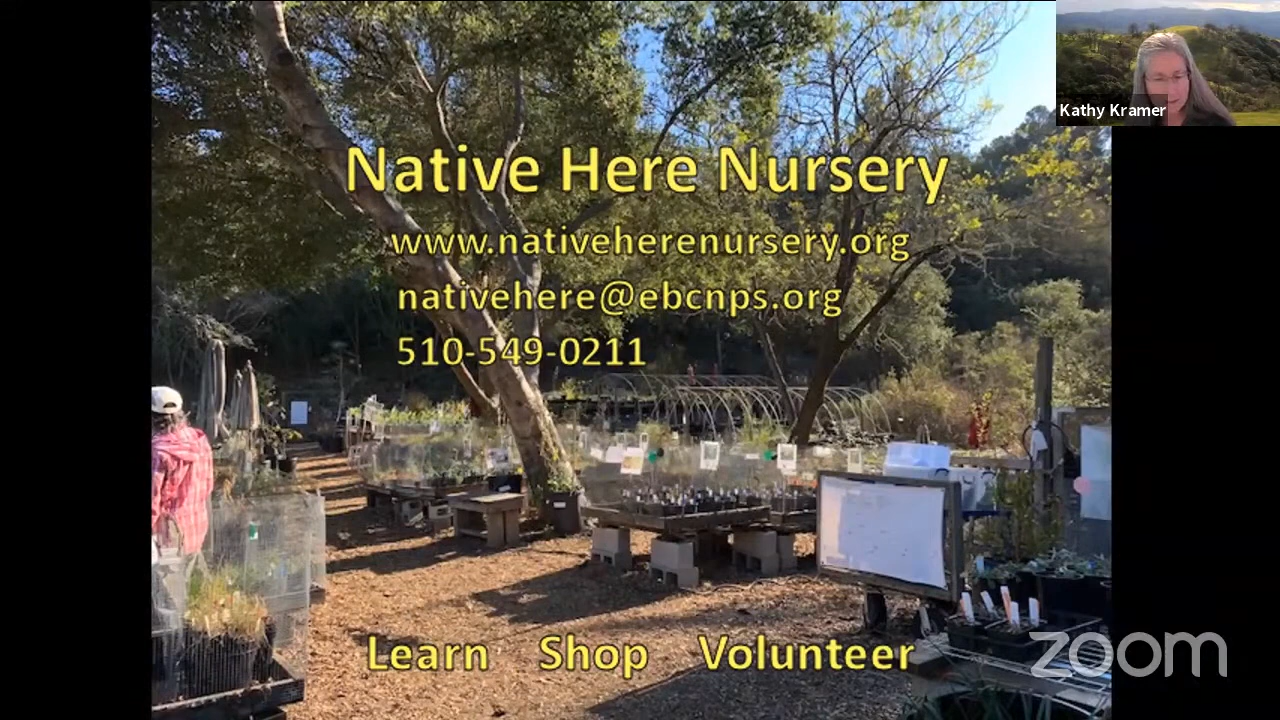 Kathy Kramer
Native Here Nursery
www.nativeherenursery.org
nativehere@ebcnps.org
510-549-0211
Learn Shop Volunteer
zoom